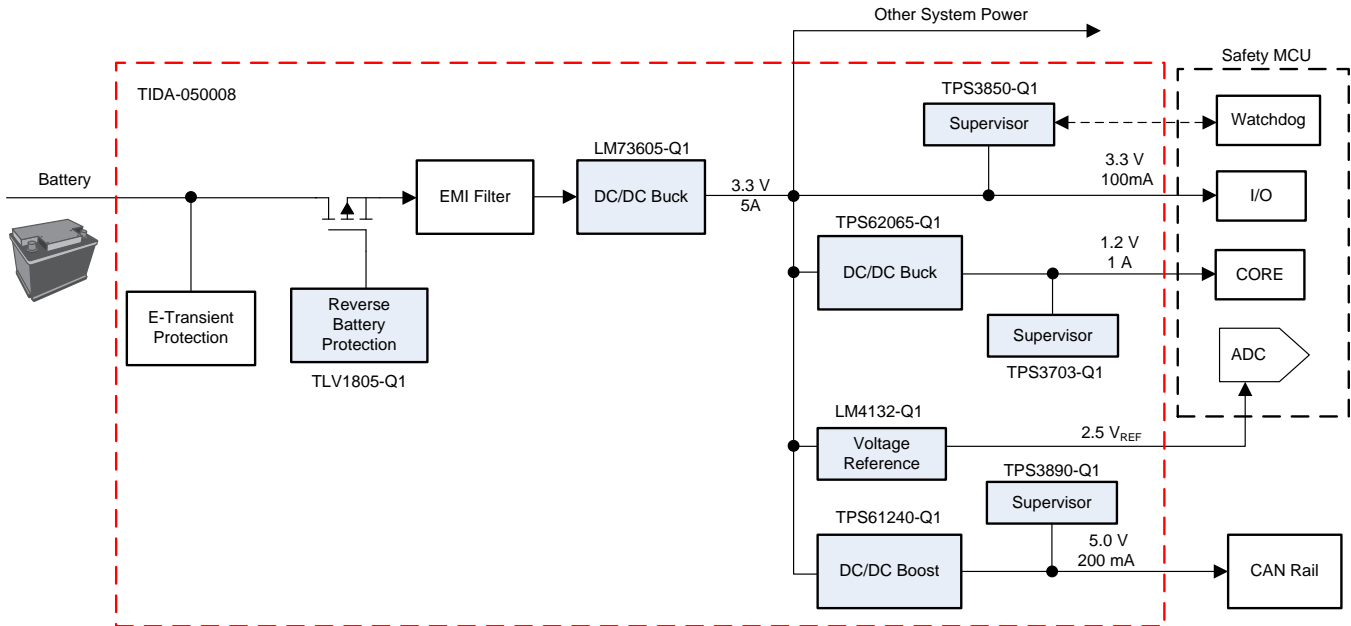 Other System Power
Safety MCU
TIDA-050008
TPS3850-Q1
Supervisor
Watchdog
Battery
LM73605-Q1
EMI Filter
DC/DC Buck
3.3 V
5A
3.3 V
100mA
I/O
TPS62065-Q1
DC/DC Buck
1.2 V
1 A
CORE
E-Transient
Protection
Reverse
Battery
Protection
TLV1805-Q1
Supervisor
TPS3703-Q1
ADC
LM4132-Q1
Voltage
Reference
2.5 VREF
TPS3890-Q1
Supervisor
TPS61240-Q1
DC/DC Boost
5.0 V
200 mA
CAN Rail